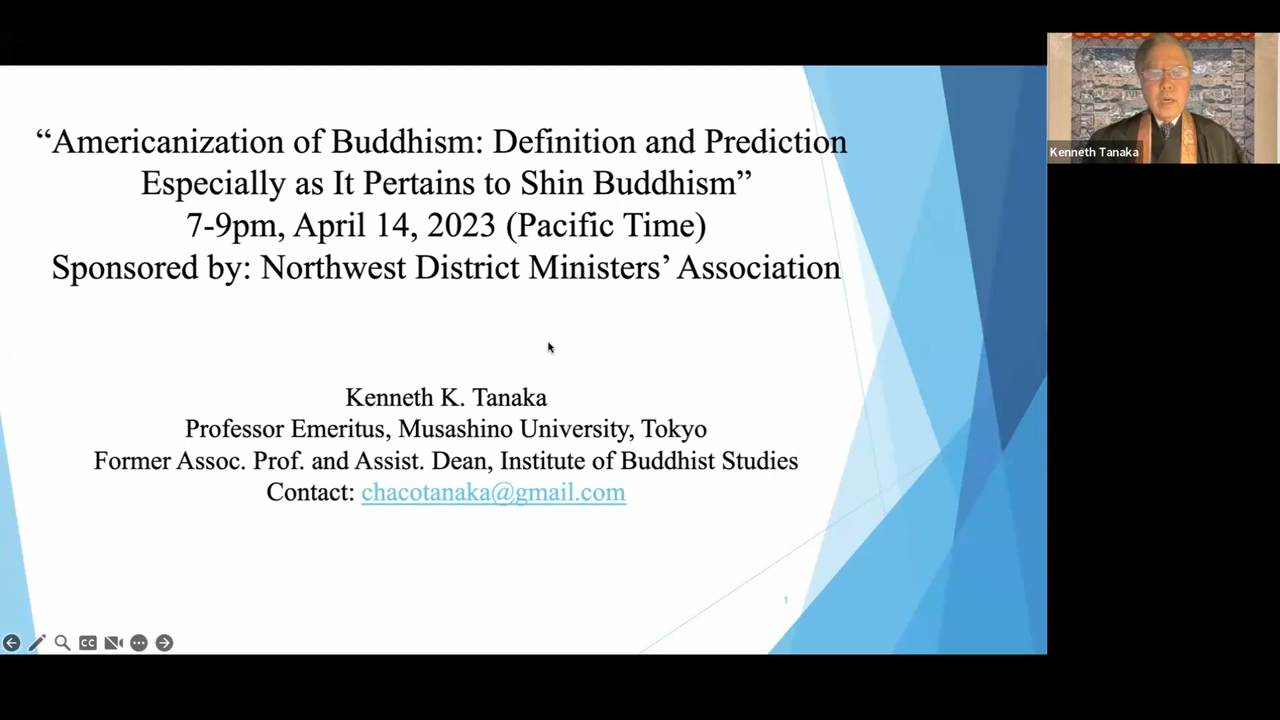 “Americanization of Buddhism: Definition and Prediction
Especially as It Pertains to Shin Buddhism”
7-9pm, April 14, 2023 (Pacific Time)
Sponsored by: Northwest District Ministers’ Association
Kenneth K. Tanaka
Professor Emeritus, Musashino University, Tokyo
Former Assoc. Prof. and Assist. Dean, Institute of Buddhist Studies
Contact: chacotanaka@gmail.com
1
CC
Kenneth Tanaka